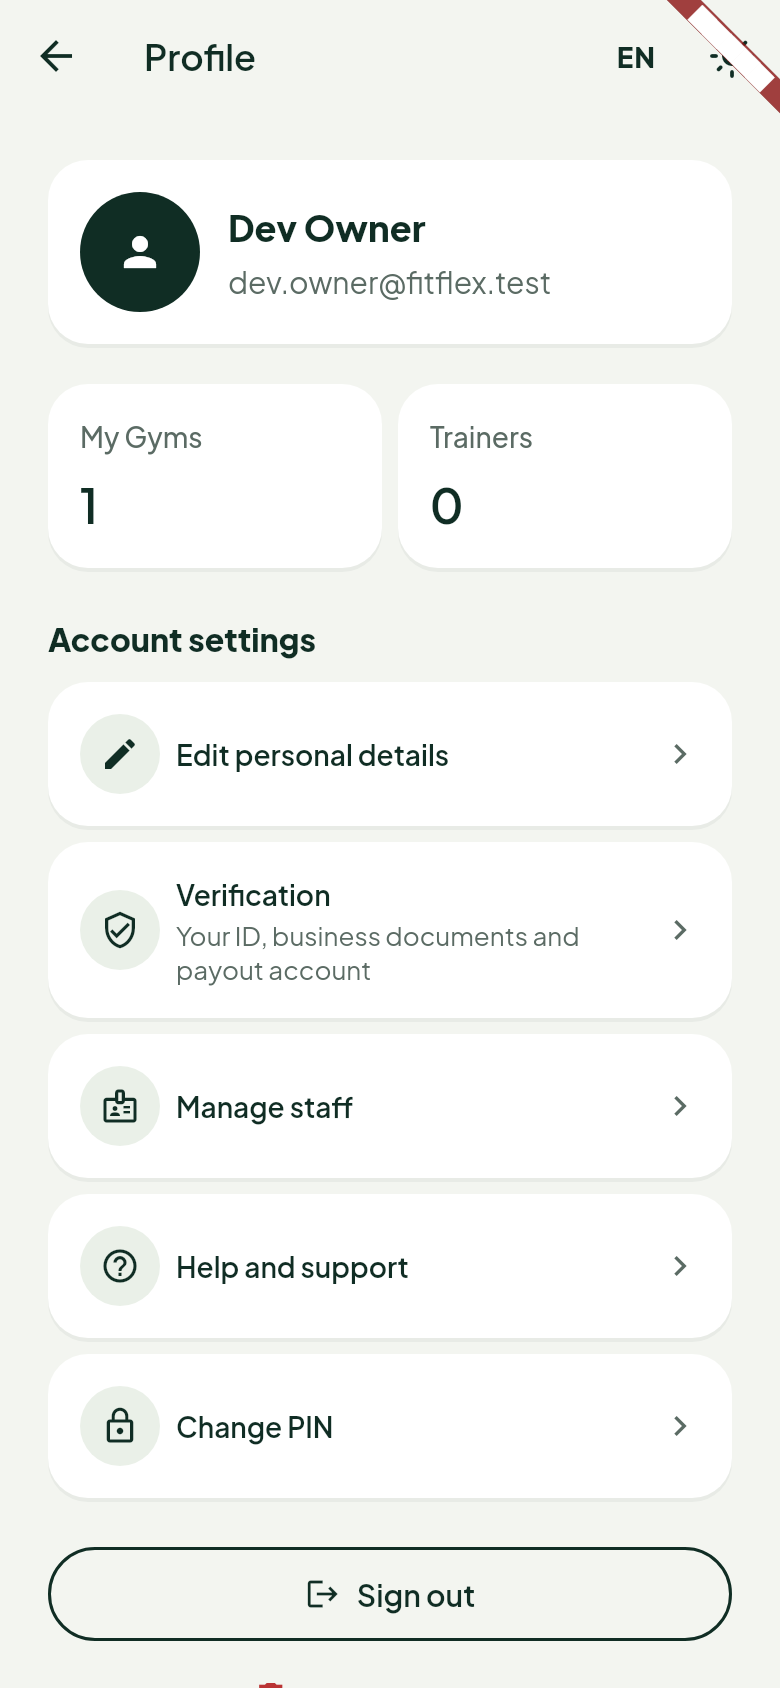 Profile
EN
Dev Owner
dev.owner@fitflex.test
My Gyms
Trainers
1
0
Account settings
Edit personal details
Verification
Your ID, business documents and
payout account
Manage staff
Help and support
Change PIN
Sign out